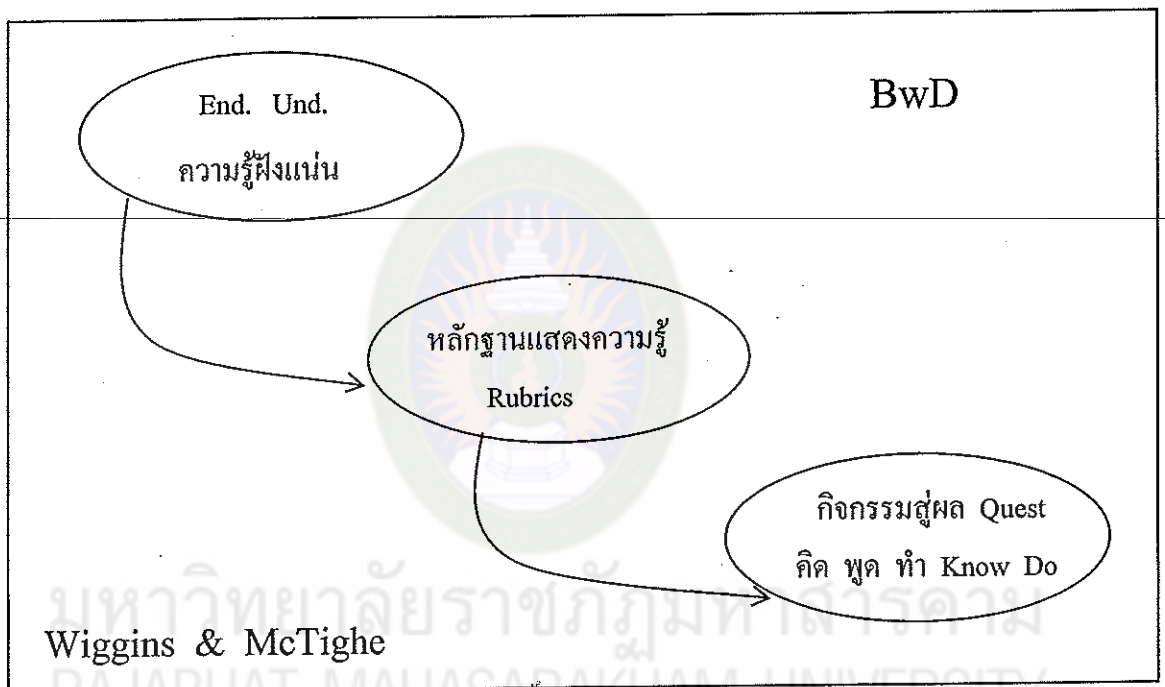 BwD
End. Und.
ความรู้ฝังแน่น
หลักฐานแสดงความรู้
Rubrics
กิจกรรมสู่ผล Quest
คิด พูด ทำ Know Do
มหาวิทยาลัยราชภัฏมหาสารคาม
Wiggins & McTighe
RAJABHAT MAHASARAKHAM UNIVERSITY